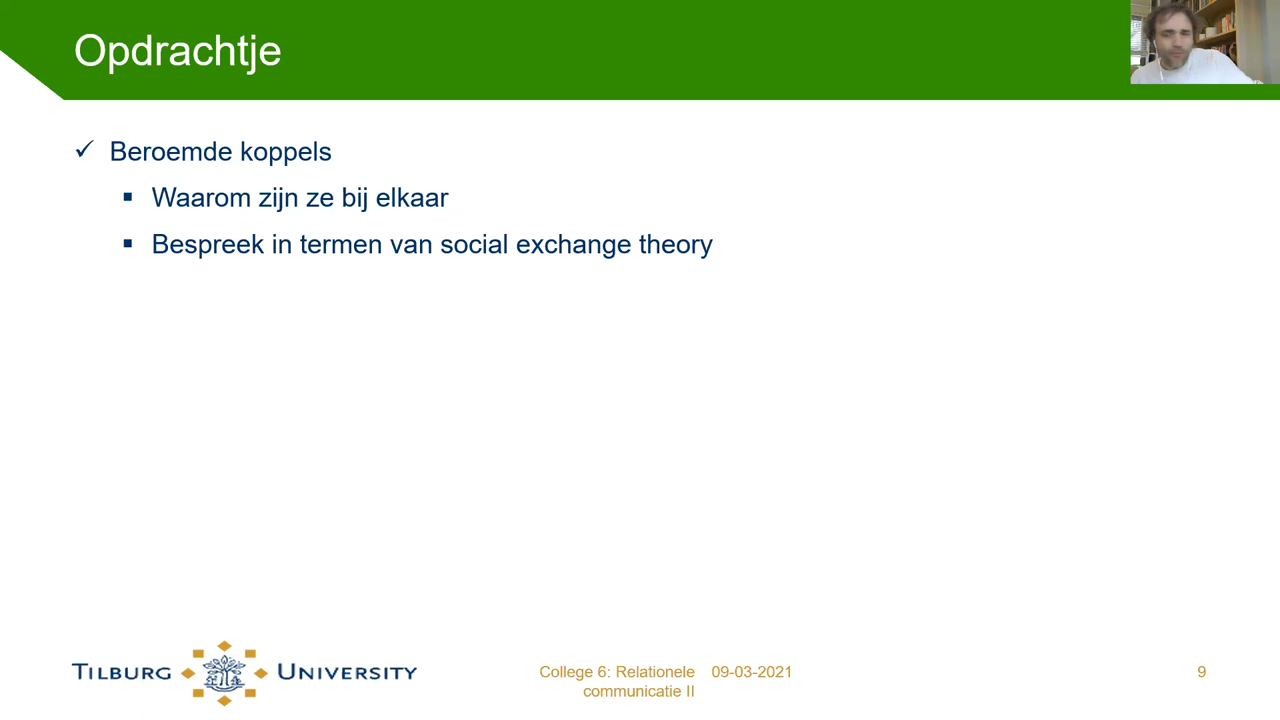 Opdrachtje
Beroemde koppels
Waarom zijn ze bij elkaar
Bespreek in termen van social exchange theory
TILBURG UNIVERSITY
College 6: Relationele communicatie II
09-03-2021
9